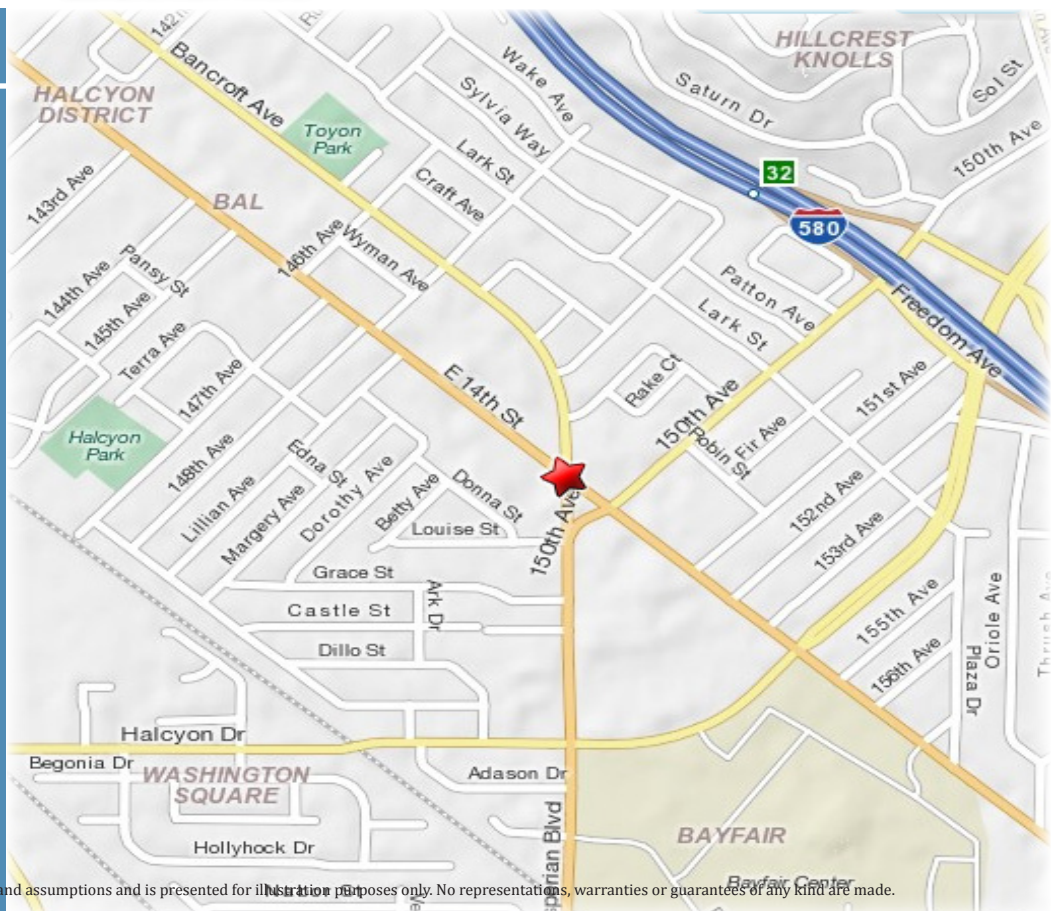 142n
Bancroft Ave
HALCYON
DISTRICT
Toyon
Park
Wake Ave
Sylvia Way
HILLCREST
KNOLLS
Saturn Dr
Sol St
150th Ave
32
580
Lark St
Craft Ave
143rd Ave
BAL
146th Ave
Wyman Ave
Pansy St
144th Ave
145th Ave
Terra Ave
147th Ave
Patton Ave
Lark St
Freedom Ave
E 14th St
Rake Ct
150th Ave
Robin St
Fir Ave
151st Ave
Halcyon
Park
148th Ave
Edna St
Lillian Ave
Margery Ave
Dorothy Ave
Betty Ave
Donna St
Louise St
150th Ave
152nd Ave
153rd Ave
Grace St
Ark Dr
Castle St
Dillo St
155th Ave
156th Ave
Plaza Dr
Oriole Ave
Thrush Ave
Halcyon Dr
Begonia Dr
WASHINGTON
SQUARE
Adason Dr
Hollyhock Dr
sperian Blvd
BAYFAIR
Bayfair Center
and assumptions and is presented for illustration purposes only. No representations, warranties or guarantees of any kind are made.